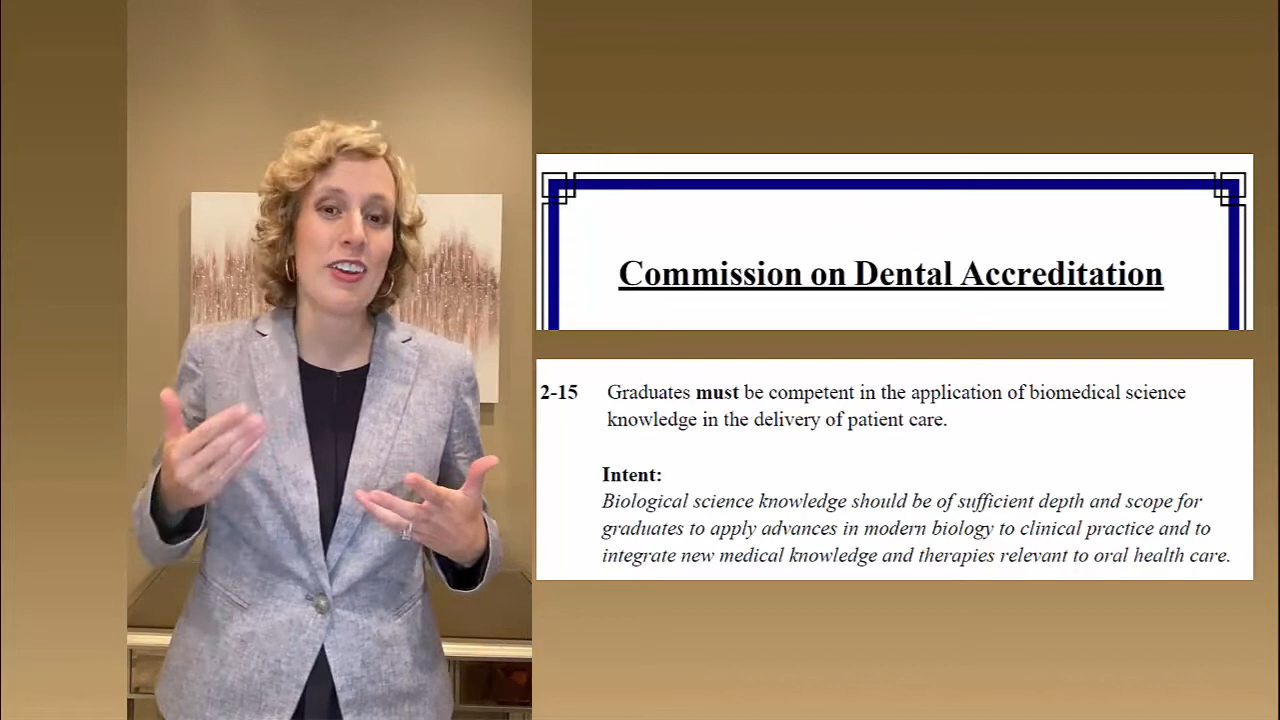 Commission on Dental Accreditation
2-15 Graduates must be competent in the application of biomedical science
knowledge in the delivery of patient care.
Intent:
Biological science knowledge should be of sufficient depth and scope for
graduates to apply advances in modern biology to clinical practice and to
integrate new medical knowledge and therapies relevant to oral health care.